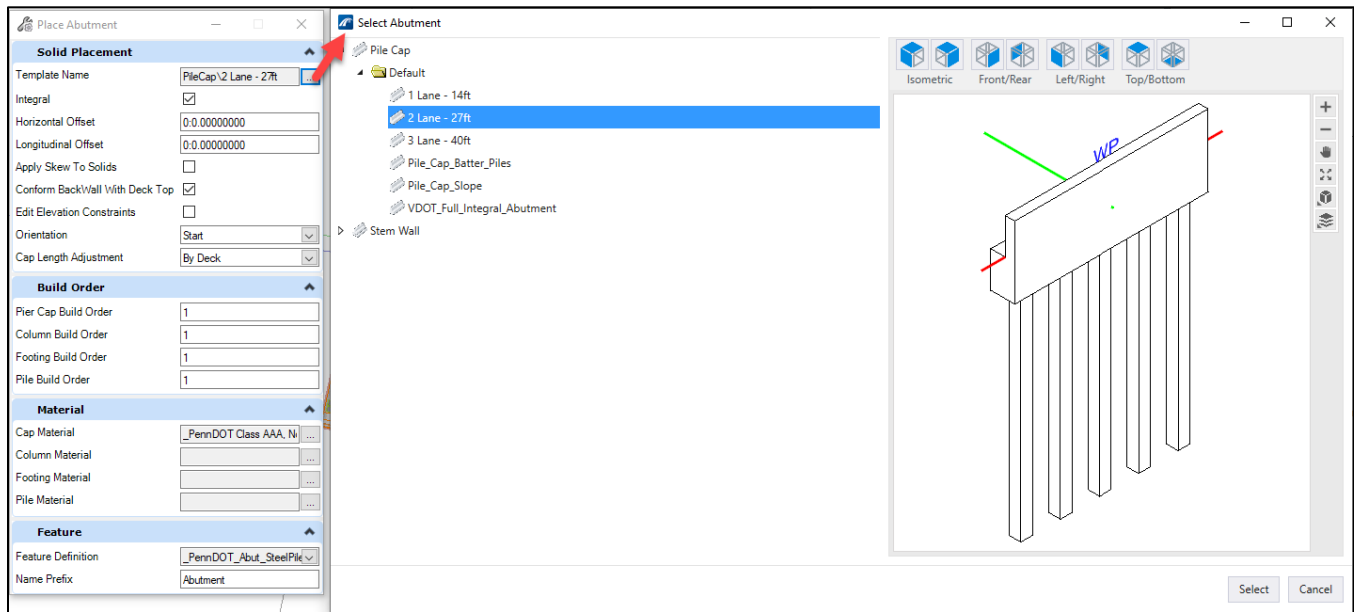 Place Abutment
Solid Placement
Template Name PileCap\2 Lane - 27ft ...
Integral
Horizontal Offset 0:0.00000000
Longitudinal Offset 0:0.00000000
Apply Skew To Solids
Conform BackWall With Deck Top
Edit Elevation Constraints
Orientation Start
Cap Length Adjustment By Deck
Build Order
Pier Cap Build Order 1
Column Build Order 1
Footing Build Order 1
Pile Build Order 1
Material
Cap Material _PennDOT Class AAA, N ...
Column Material ...
Footing Material ...
Pile Material ...
Feature
Feature Definition _PennDOT_Abut_SteelPile
Name Prefix Abutment
Select Abutment
Pile Cap
Default
1 Lane - 14ft
2 Lane - 27ft
3 Lane - 40ft
Pile_Cap_Batter_Piles
Pile_Cap_Slope
VDOT_Full_Integral_Abutment
Stem Wall
Isometric Front/Rear Left/Right Top/Bottom
WP
Select Cancel